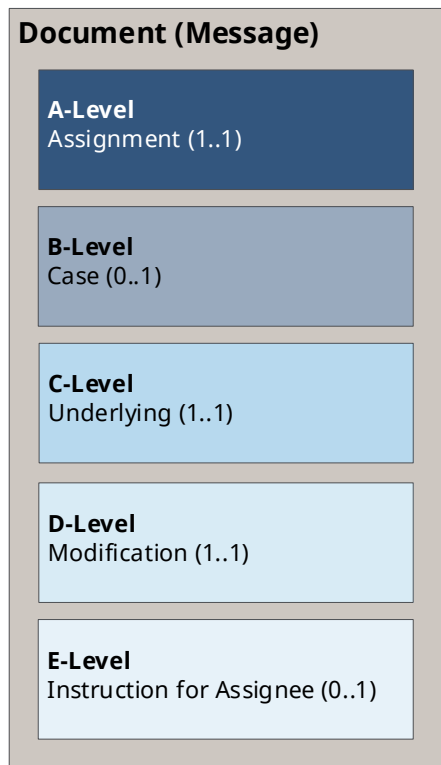 Document (Message)
A-Level
Assignment (1..1)
B-Level
Case (0..1)
C-Level
Underlying (1..1)
D-Level
Modification (1..1)
E-Level
Instruction for Assignee (0..1)